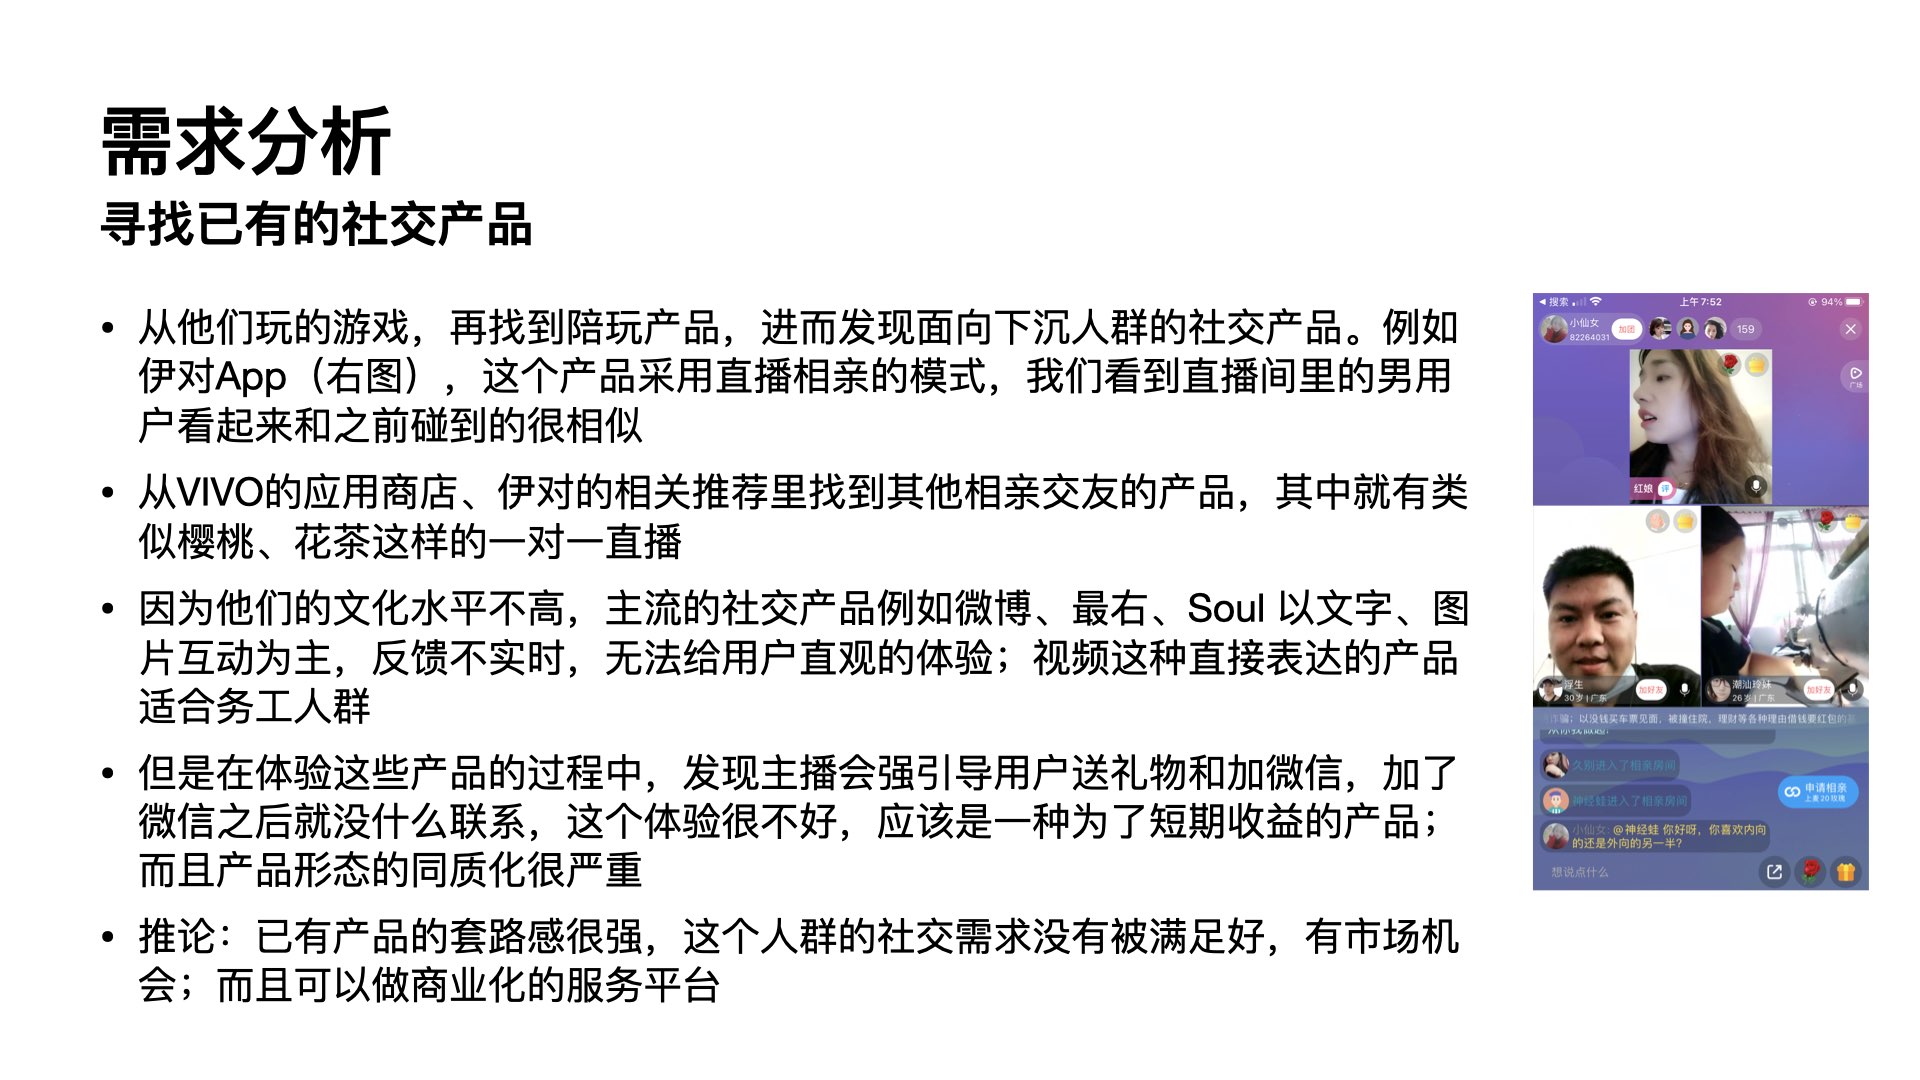 需求分析
寻找已有的社交产品
• 从他们玩的游戏，再找到陪玩产品，进而发现面向下沉人群的社交产品。例如
伊对App（右图），这个产品采用直播相亲的模式，我们看到直播间里的男用
户看起来和之前碰到的很相似
• 从VIVO的应用商店、伊对的相关推荐里找到其他相亲交友的产品，其中就有类
似樱桃、花茶这样的一对一直播
• 因为他们的文化水平不高，主流的社交产品例如微博、最右、Soul 以文字、图
片互动为主，反馈不实时，无法给用户直观的体验；视频这种直接表达的产品
适合务工人群
• 但是在体验这些产品的过程中，发现主播会强引导用户送礼物和加微信，加了
微信之后就没什么联系，这个体验很不好，应该是一种为了短期收益的产品；
而且产品形态的同质化很严重
• 推论：已有产品的套路感很强，这个人群的社交需求没有被满足好，有市场机
会；而且可以做商业化的服务平台
搜索 上午7:52 94%
小仙女
82264031
加团
159
广场
红娘 评
浮生
30岁 | 广东
加好友
潮汕玲妹
26岁 | 广东
加好友
诈骗；以没钱买车票见面，被撞住院，理财等各种理由借钱要红包的
久别进入了相亲房间
神经蛙进入了相亲房间
申请相亲
上麦20玫瑰
小仙女: @神经蛙 你好呀，你喜欢内向
的还是外向的另一半?
想说点什么